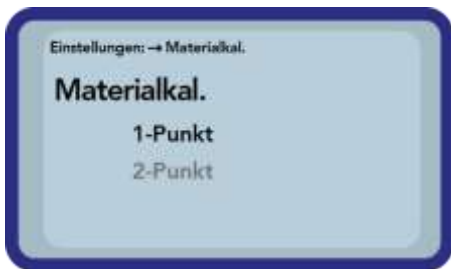 Einstellungen: → Materialkal.
Materialkal.
1-Punkt
2-Punkt